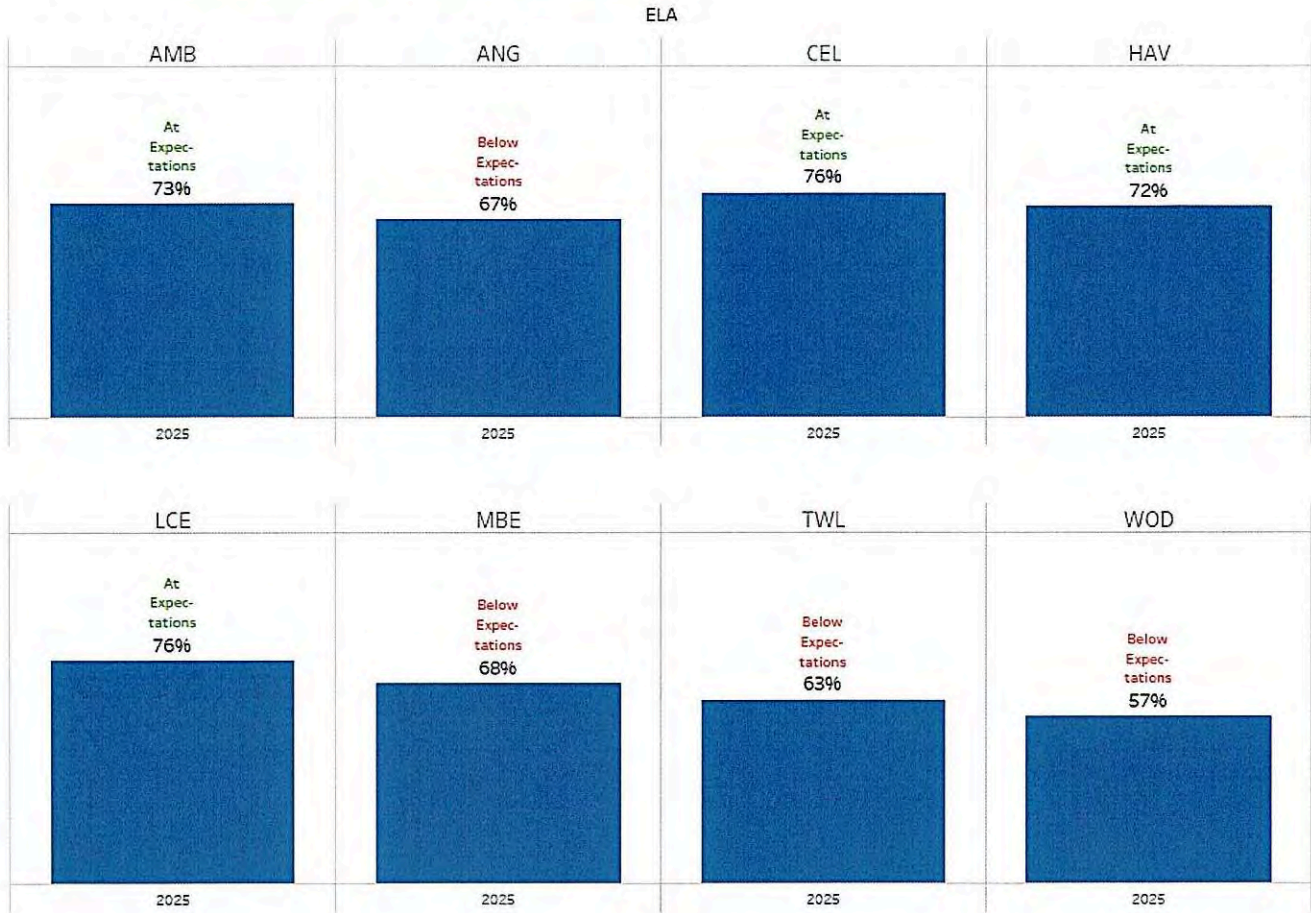 ELA
AMB
ANG
CEL
HAV
At
Expec-
tations
73%
Below
Expec-
tations
67%
At
Expec-
tations
76%
At
Expec-
tations
72%
2025
2025
2025
2025
LCE
MBE
TWL
WOD
At
Expec-
tations
76%
Below
Expec-
tations
68%
Below
Expec-
tations
63%
Below
Expec-
tations
57%
2025
2025
2025
2025